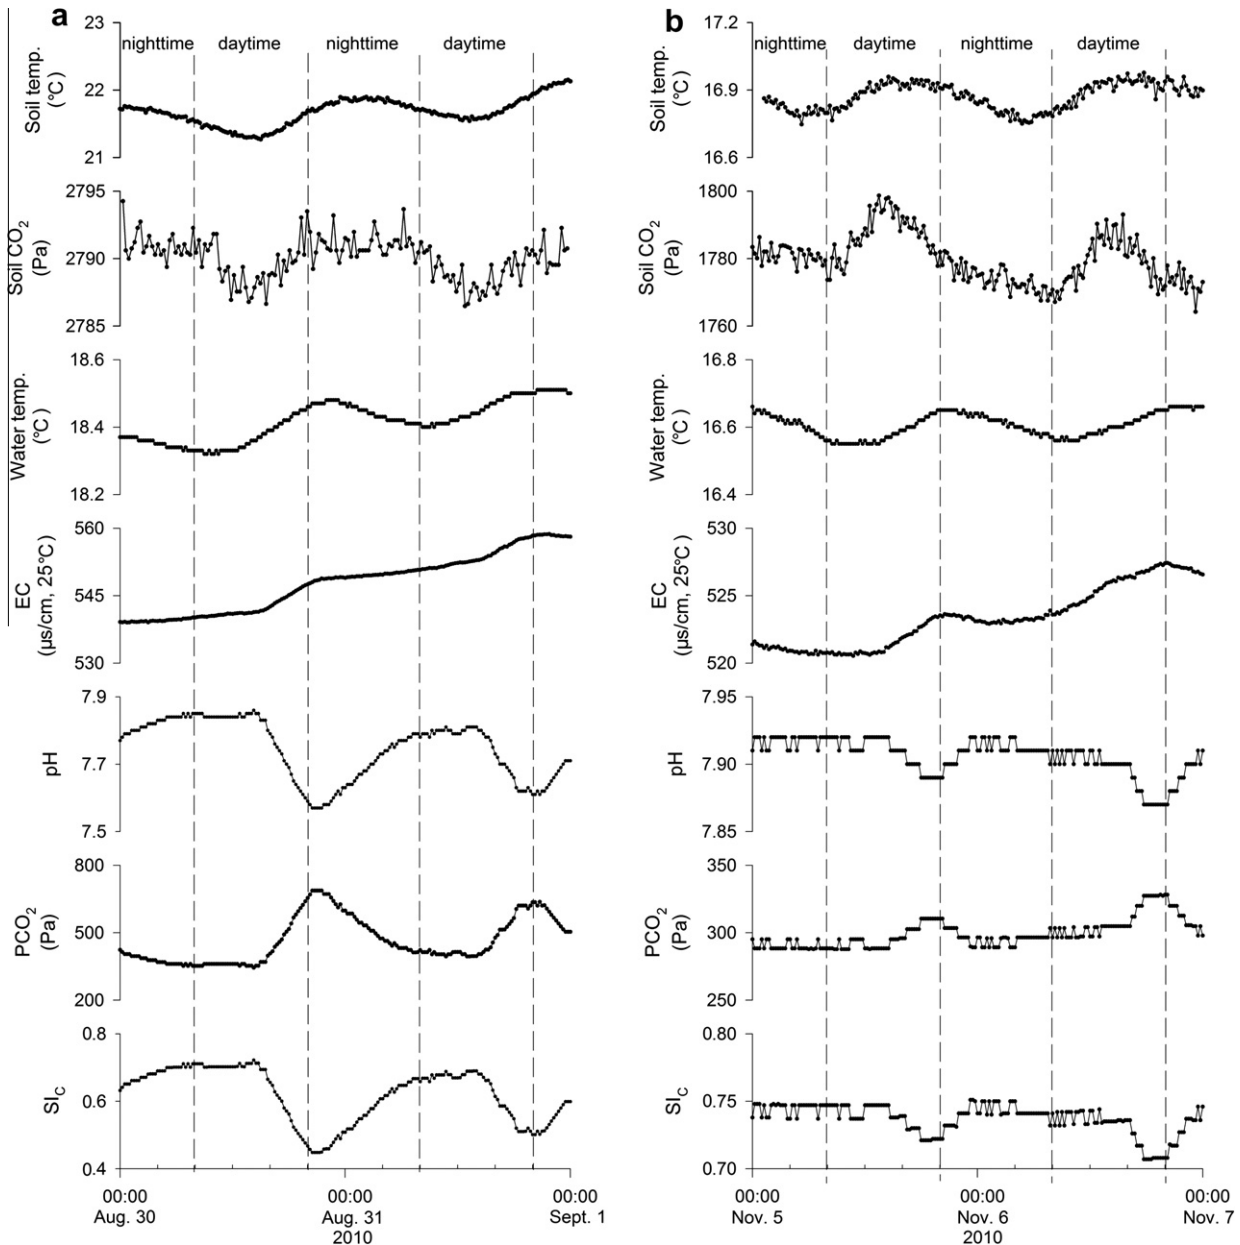 a
nighttime daytime nighttime daytime
Soil temp.
(°C)
23
22
21
Soil CO2
(Pa)
2795
2790
2785
Water temp.
(°C)
18.6
18.4
18.2
EC
(µs/cm, 25°C)
560
545
530
pH
7.9
7.7
7.5
PCO2
(Pa)
800
500
200
SIC
0.8
0.6
0.4
00:00 00:00 00:00
Aug. 30 Aug. 31 Sept. 1
2010
b
nighttime daytime nighttime daytime
Soil temp.
(°C)
17.2
16.9
16.6
Soil CO2
(Pa)
1800
1780
1760
Water temp.
(°C)
16.8
16.6
16.4
EC
(µs/cm, 25°C)
530
525
520
pH
7.95
7.90
7.85
PCO2
(Pa)
350
300
250
SIC
0.80
0.75
0.70
00:00 00:00 00:00
Nov. 5 Nov. 6 Nov. 7
2010